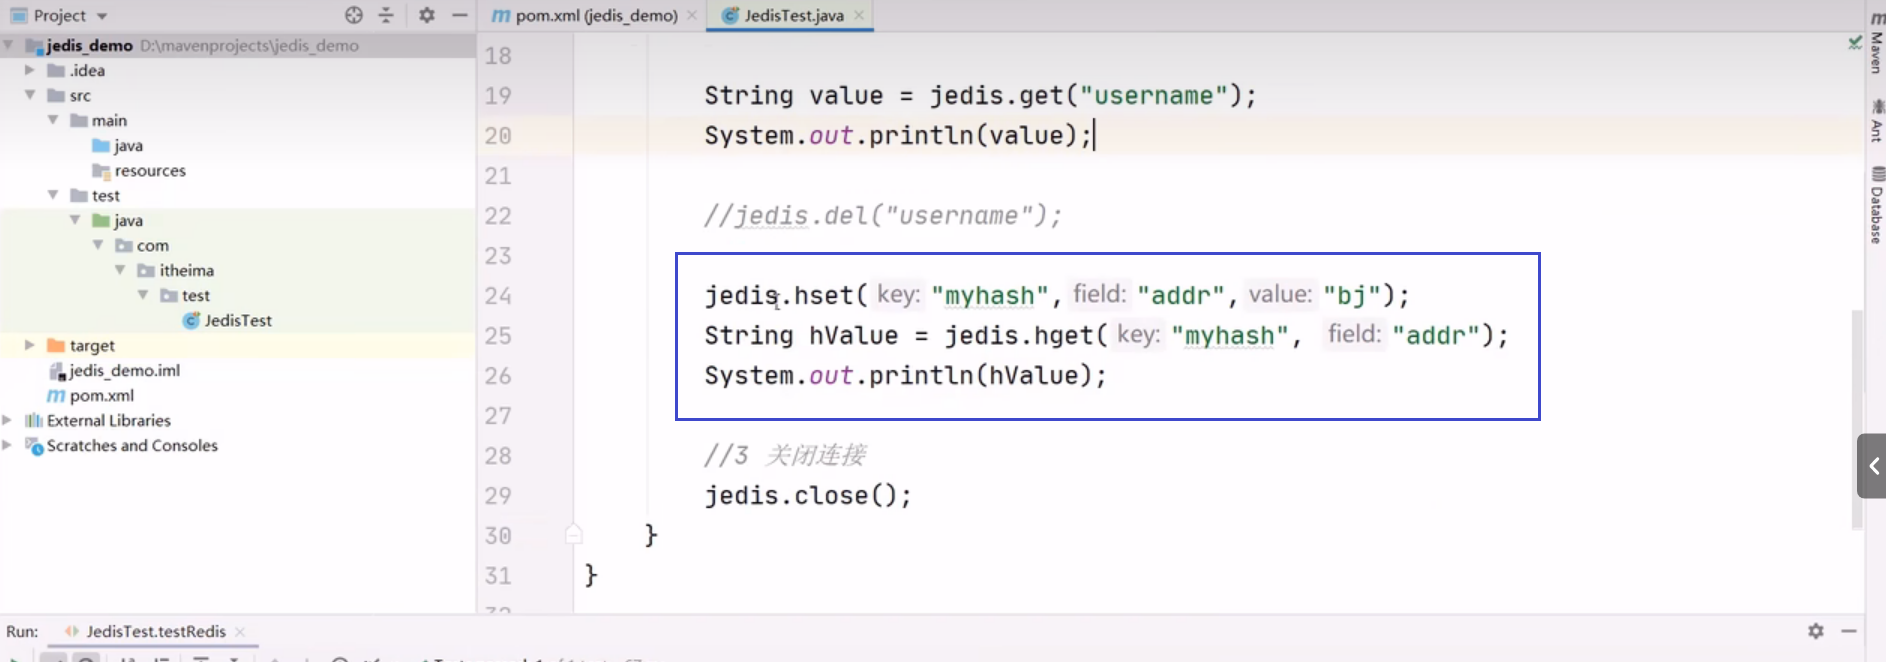 Project
pom.xml (jedis_demo)
JedisTest.java
jedis_demo D:\mavenprojects\jedis_demo
.idea
src
main
java
resources
test
java
com
itheima
test
JedisTest
target
jedis_demo.iml
pom.xml
External Libraries
Scratches and Consoles
18
19 String value = jedis.get("username");
20 System.out.println(value);
21
22 //jedis.del("username");
23
24 jedis.hset( key: "myhash", field: "addr", value: "bj");
25 String hValue = jedis.hget( key: "myhash", field: "addr");
26 System.out.println(hValue);
27
28 //3 关闭连接
29 jedis.close();
30 }
31 }
Maven
Ant
Database
Run: JedisTest.testRedis